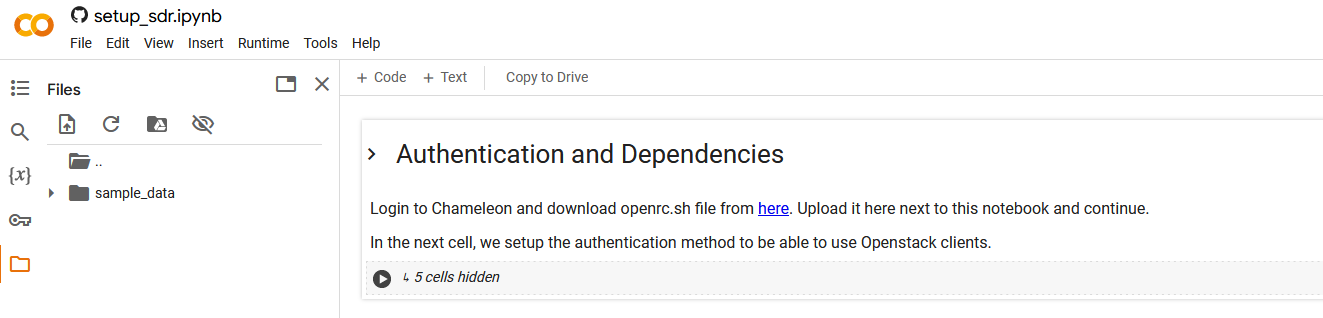 setup_sdr.ipynb
File Edit View Insert Runtime Tools Help
Files
+ Code + Text Copy to Drive
..
{x}
sample_data
Authentication and Dependencies
Login to Chameleon and download openrc.sh file from here. Upload it here next to this notebook and continue.
In the next cell, we setup the authentication method to be able to use Openstack clients.
↳ 5 cells hidden